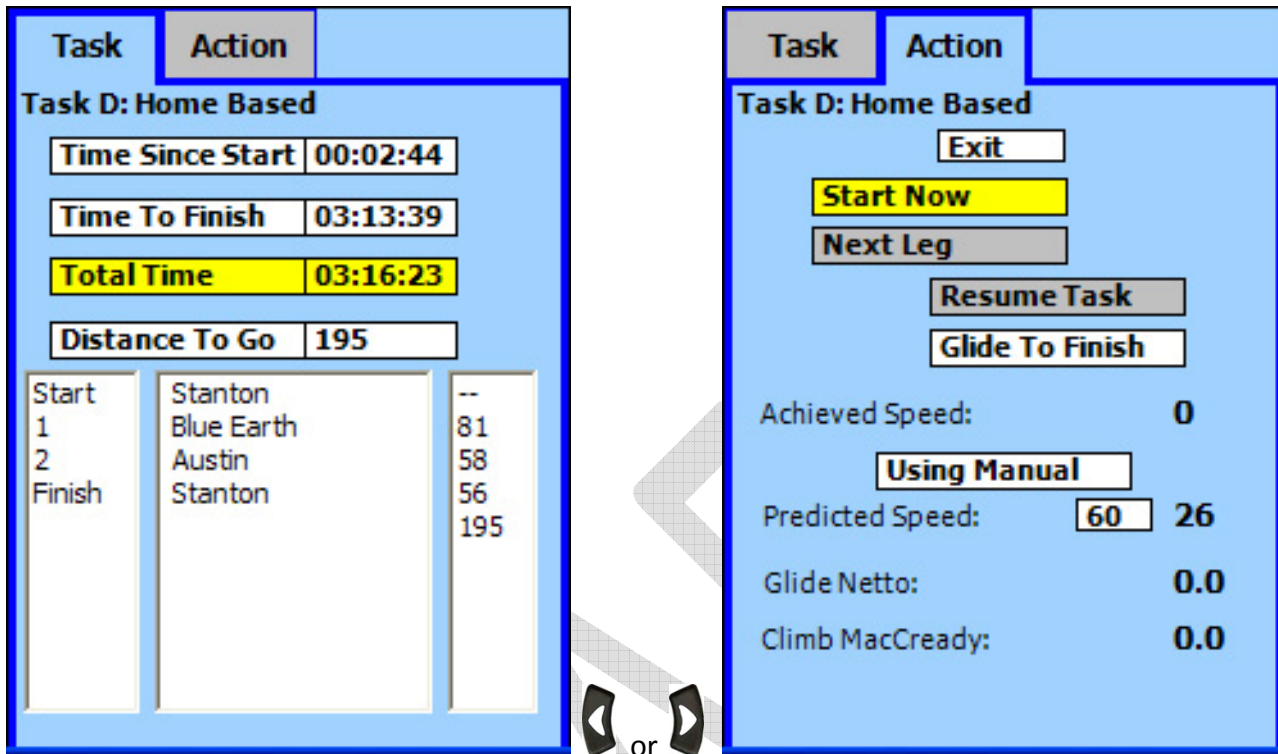 Task Action
Task D: Home Based
Time Since Start 00:02:44
Time To Finish 03:13:39
Total Time 03:16:23
Distance To Go 195
Start Stanton --
1 Blue Earth 81
2 Austin 58
Finish Stanton 56
195
or
Task Action
Task D: Home Based
Exit
Start Now
Next Leg
Resume Task
Glide To Finish
Achieved Speed: 0
Using Manual
Predicted Speed: 60 26
Glide Netto: 0.0
Climb MacCready: 0.0